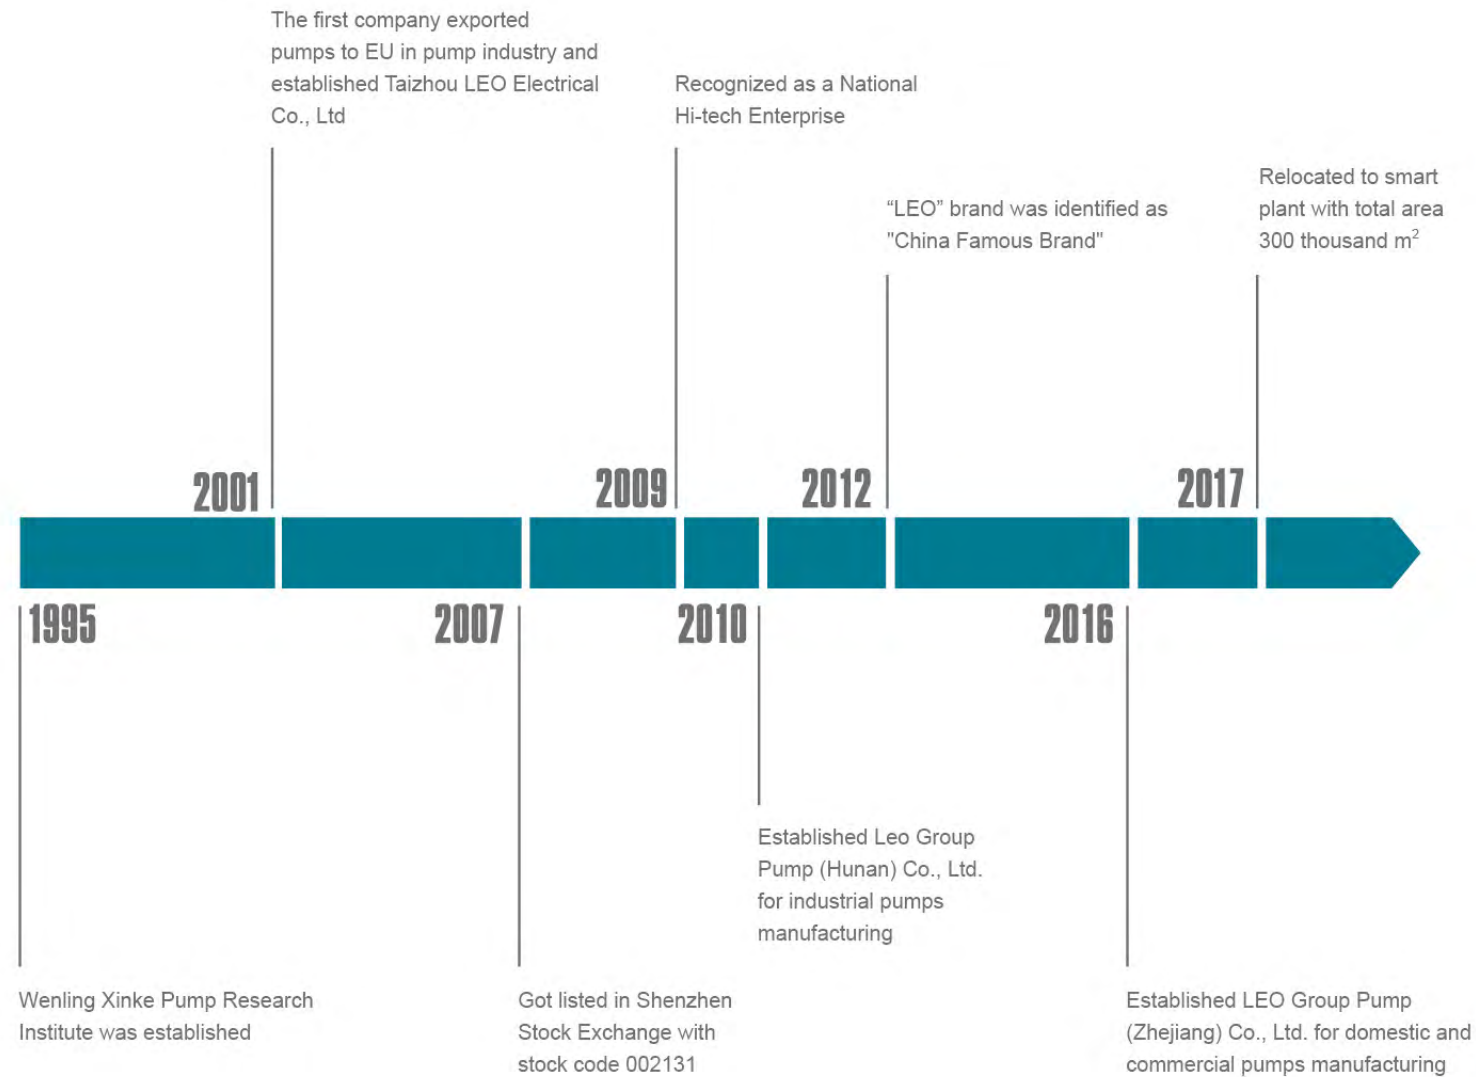 The first company exported
pumps to EU in pump industry and
established Taizhou LEO Electrical
Co., Ltd
Recognized as a National
Hi-tech Enterprise
“LEO” brand was identified as
"China Famous Brand"
Relocated to smart
plant with total area
300 thousand m²
2001
2009
2012
2017
1995
2007
2010
2016
Established Leo Group
Pump (Hunan) Co., Ltd.
for industrial pumps
manufacturing
Wenling Xinke Pump Research
Institute was established
Got listed in Shenzhen
Stock Exchange with
stock code 002131
Established LEO Group Pump
(Zhejiang) Co., Ltd. for domestic and
commercial pumps manufacturing